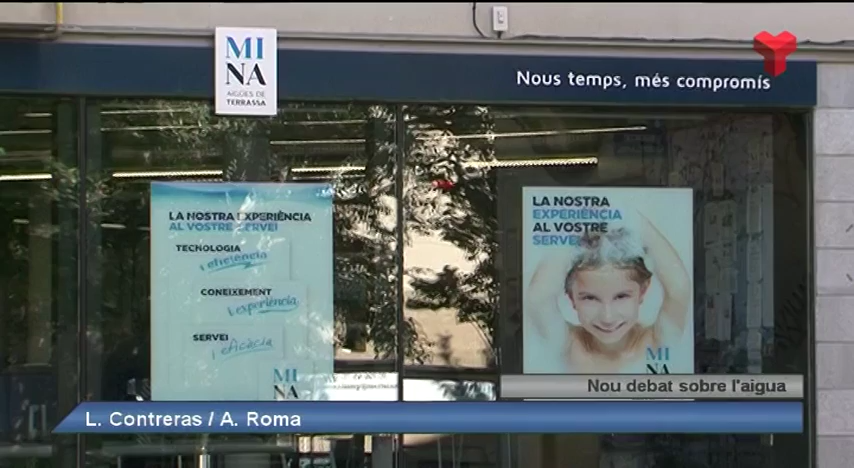 MI
NA
AIGÜES DE
TERRASSA
Nous temps, més compromís
LA NOSTRA EXPERIÈNCIA
AL VOSTRE SERVEI
TECNOLOGIA
i eficiència
CONEIXEMENT
i experiència
SERVEI
i eficàcia
MI
NA
LA NOSTRA
EXPERIÈNCIA
AL VOSTRE
SERVEI
MI
NA
Nou debat sobre l'aigua
L. Contreras / A. Roma